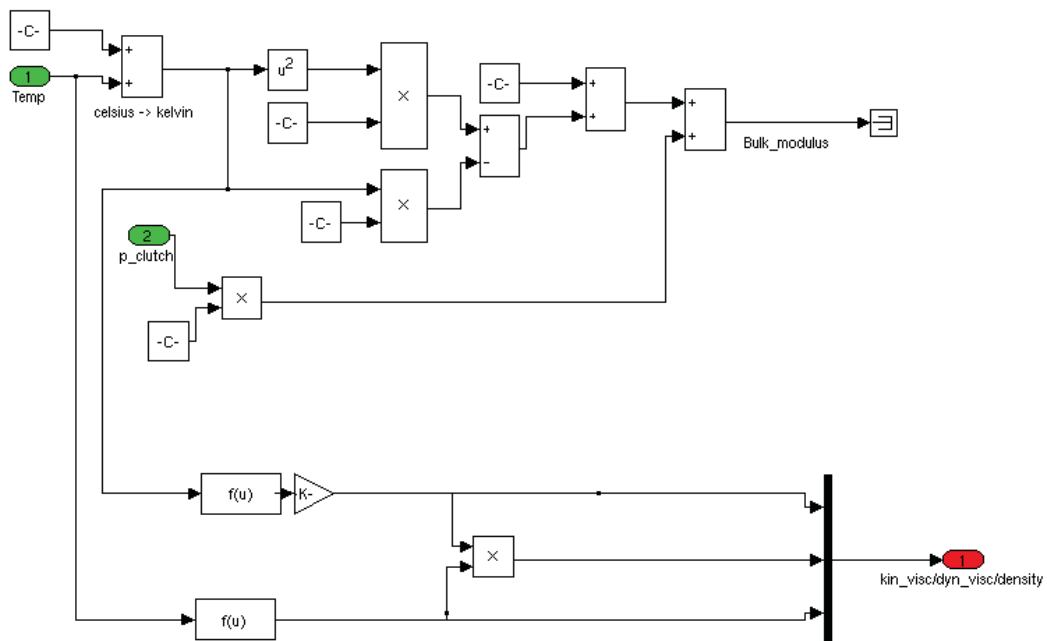 -C-
+
+
1
Temp
celsius -> kelvin
u2
×
-C-
-C-
+
-
+
+
+
+
Bulk_modulus
×
-C-
2
p_clutch
×
-C-
f(u)
K-
×
1
kin_visc/dyn_visc/density
f(u)